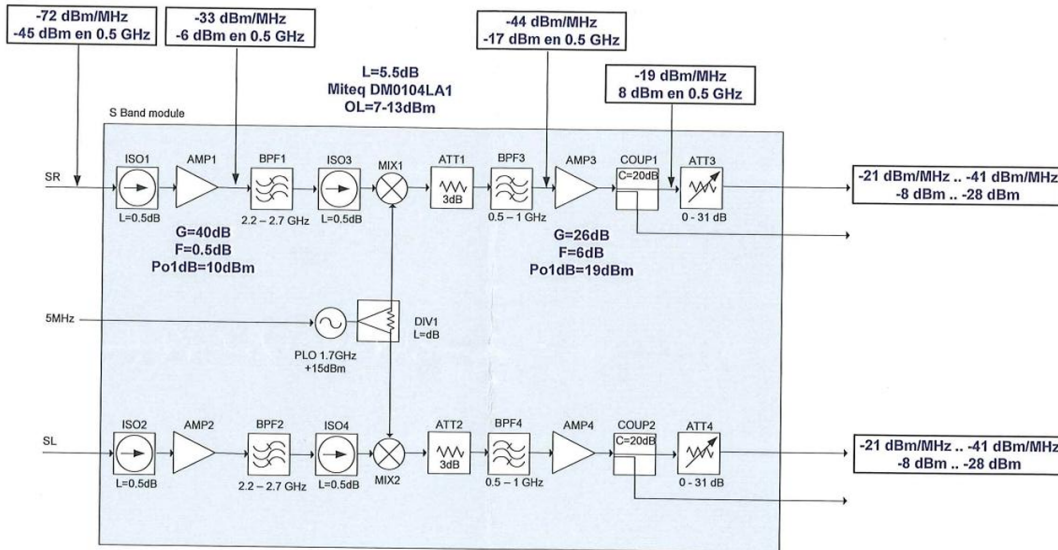 -72 dBm/MHz
-45 dBm en 0.5 GHz
-33 dBm/MHz
-6 dBm en 0.5 GHz
-44 dBm/MHz
-17 dBm en 0.5 GHz
L=5.5dB
Miteq DM0104LA1
OL=7-13dBm
-19 dBm/MHz
8 dBm en 0.5 GHz
S Band module
SR
ISO1
AMP1
BPF1
ISO3
MIX1
ATT1
BPF3
AMP3
COUP1
ATT3
C=20dB
3dB
L=0.5dB
2.2 – 2.7 GHz
L=0.5dB
0.5 – 1 GHz
0 - 31 dB
-21 dBm/MHz .. -41 dBm/MHz
-8 dBm .. -28 dBm
G=40dB
F=0.5dB
Po1dB=10dBm
G=26dB
F=6dB
Po1dB=19dBm
5MHz
PLO 1.7GHz
+15dBm
DIV1
L=dB
SL
ISO2
AMP2
BPF2
ISO4
MIX2
ATT2
BPF4
AMP4
COUP2
ATT4
C=20dB
3dB
L=0.5dB
2.2 – 2.7 GHz
L=0.5dB
0.5 – 1 GHz
0 - 31 dB
-21 dBm/MHz .. -41 dBm/MHz
-8 dBm .. -28 dBm